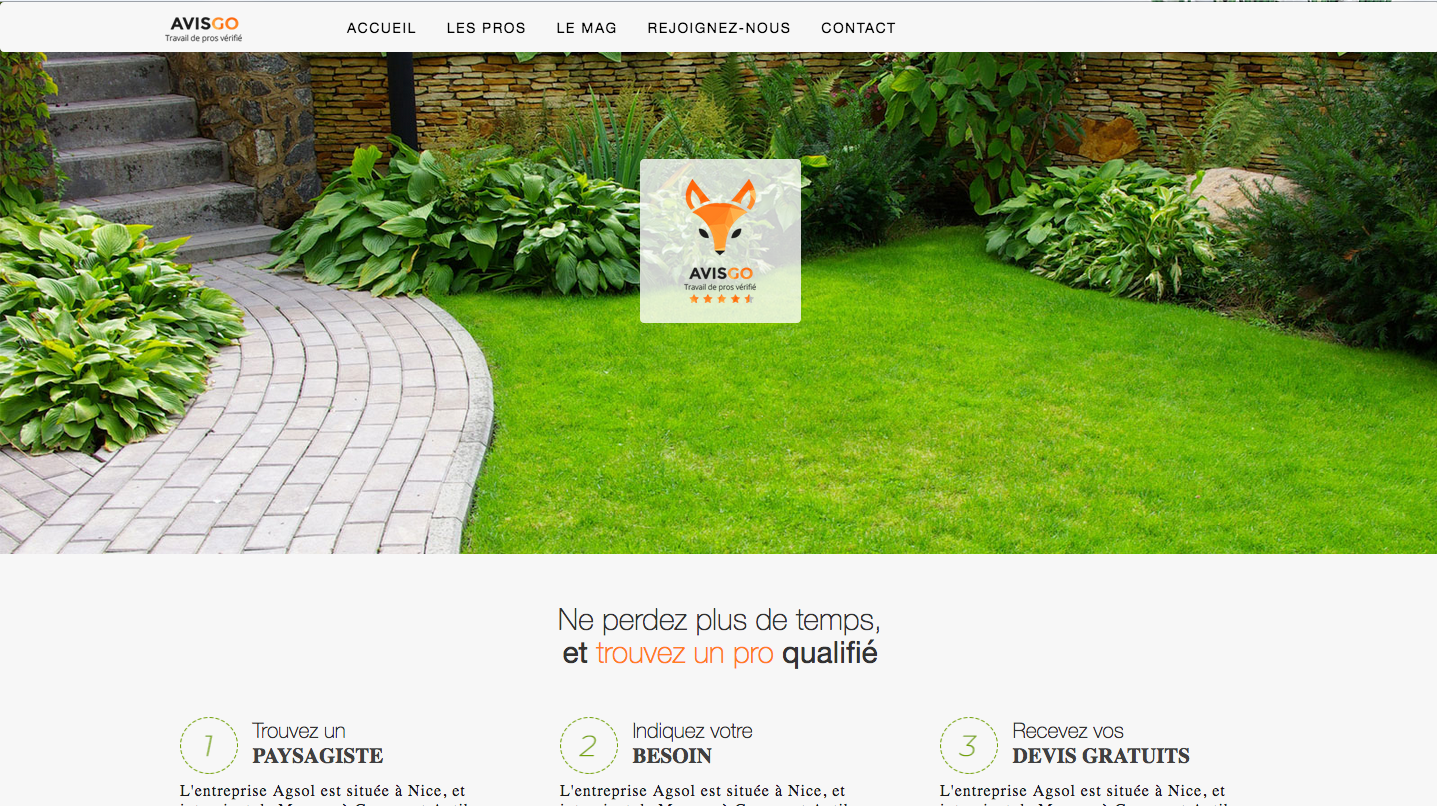 AVISGO
Travail de pros vérifié
ACCUEIL LES PROS LE MAG REJOIGNEZ-NOUS CONTACT
AVISGO
Travail de pros vérifié
Ne perdez plus de temps,
et trouvez un pro qualifié
1
Trouvez un
PAYSAGISTE
L'entreprise Agsol est située à Nice, et
2
Indiquez votre
BESOIN
L'entreprise Agsol est située à Nice, et
3
Recevez vos
DEVIS GRATUITS
L'entreprise Agsol est située à Nice, et